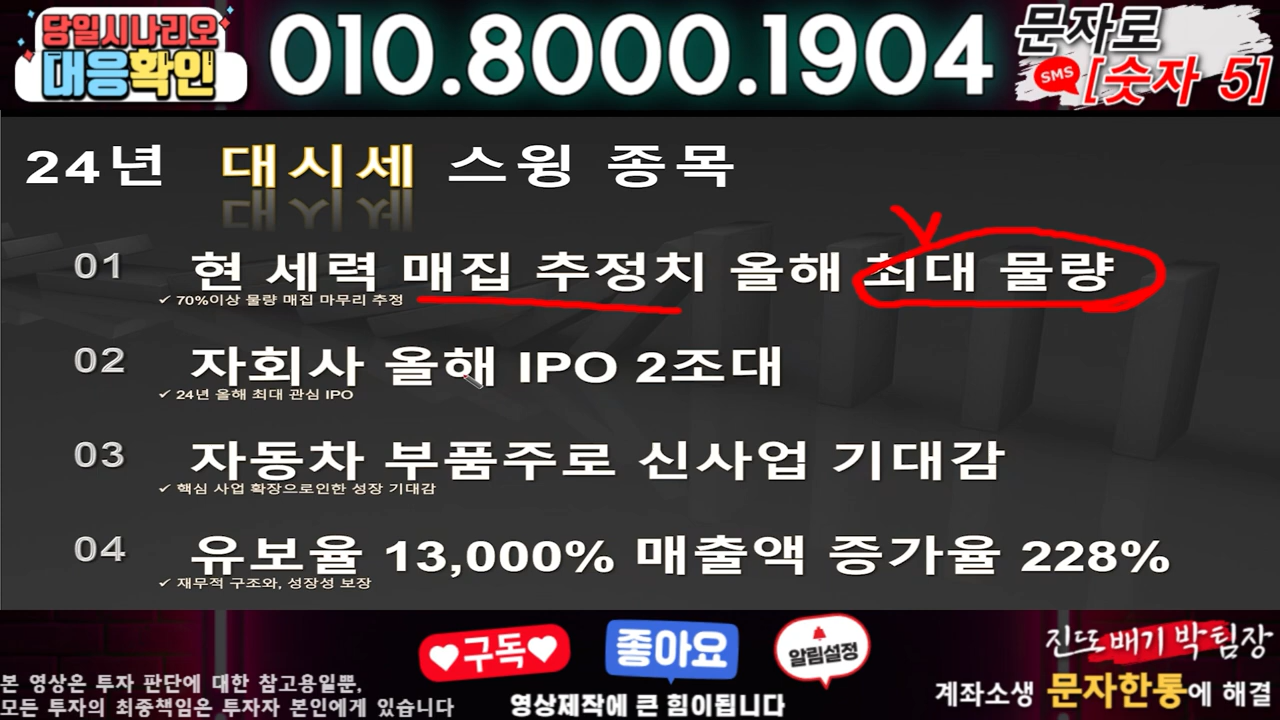 당일시나리오
대응확인
010.8000.1904
문자로
SMS [숫자 5]
24년 대시세 스윙 종목
01 현 세력 매집 추정치 올해 최대 물량
✓ 70%이상 물량 매집 마무리 추정
02 자회사 올해 IPO 2조대
✓ 24년 올해 최대 관심 IPO
03 자동차 부품주로 신사업 기대감
✓ 핵심 사업 확장으로인한 성장 기대감
04 유보율 13,000% 매출액 증가율 228%
✓ 재무적 구조와, 성장성 보장
구독
좋아요
알림설정
영상제작에 큰 힘이됩니다
본 영상은 투자 판단에 대한 참고용일뿐,
모든 투자의 최종책임은 투자자 본인에게 있습니다
진또배기 박팀장
계좌소생 문자한통에 해결